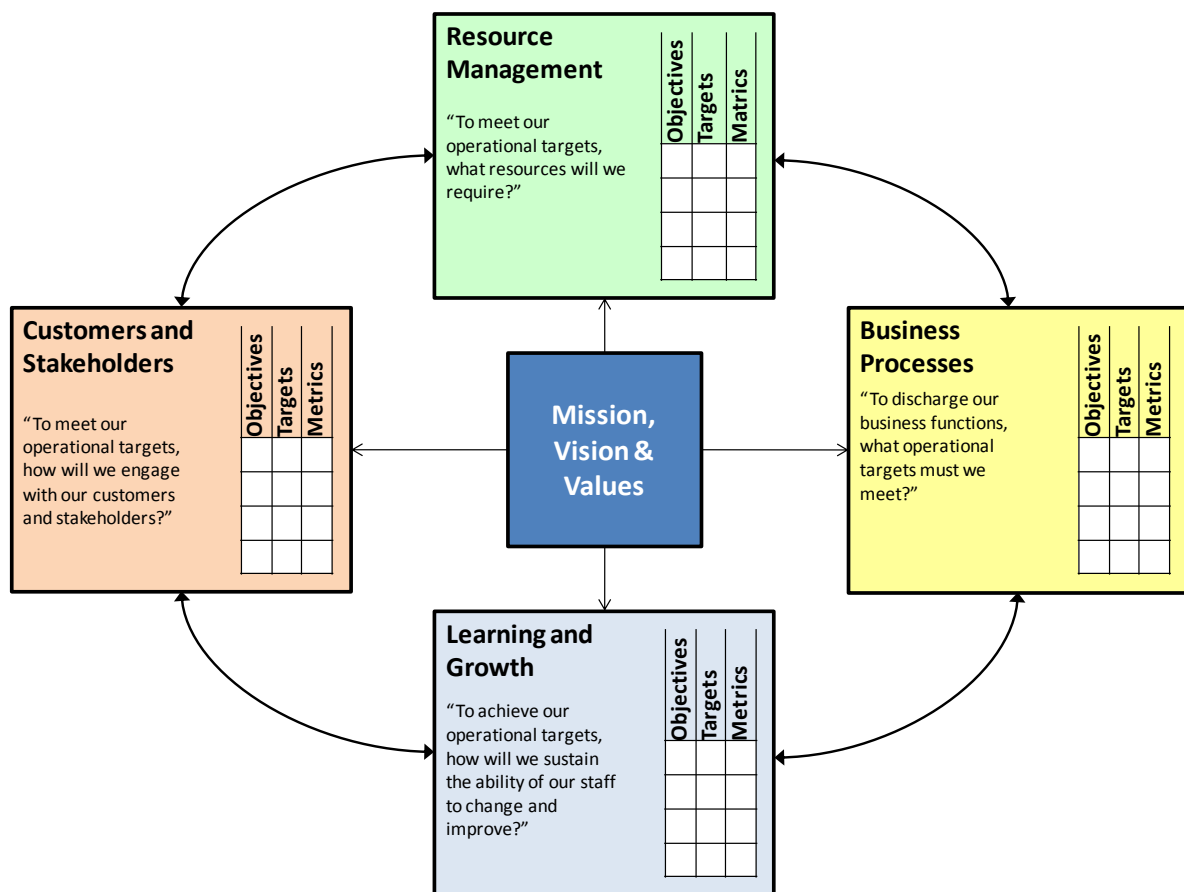 Resource
Management
“To meet our
operational targets,
what resources will we
require?”
Objectives
Targets
Matrics
Customers and
Stakeholders
“To meet our
operational targets,
how will we engage
with our customers
and stakeholders?”
Objectives
Targets
Metrics
Mission,
Vision &
Values
Business
Processes
“To discharge our
business functions,
what operational
targets must we
meet?”
Objectives
Targets
Metrics
Learning and
Growth
“To achieve our
operational targets,
how will we sustain
the ability of our staff
to change and
improve?”
Objectives
Targets
Metrics